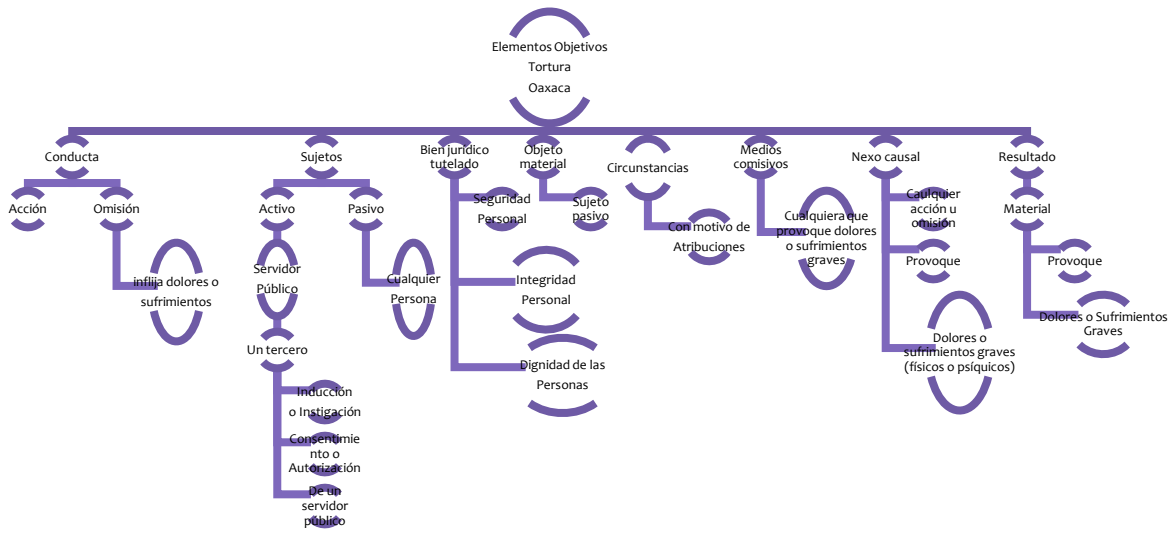 Elementos Objetivos
Tortura
Oaxaca
Conducta
Acción
Omisión
inflija dolores o
sufrimientos
Sujetos
Activo
Servidor
Público
Un tercero
Inducción
o Instigación
Consentimie
nto o
Autorización
De un
servidor
público
Pasivo
Cualquier
Persona
Bien jurídico
tutelado
Seguridad
Personal
Integridad
Personal
Dignidad de las
Personas
Objeto
material
Sujeto
pasivo
Circunstancias
Con motivo de
Atribuciones
Medios
comisivos
Cualquiera que
provoque dolores
o sufrimientos
graves
Nexo causal
Caulquier
acción u
omisión
Provoque
Dolores o
sufrimientos graves
(físicos o psíquicos)
Resultado
Material
Provoque
Dolores o Sufrimientos
Graves